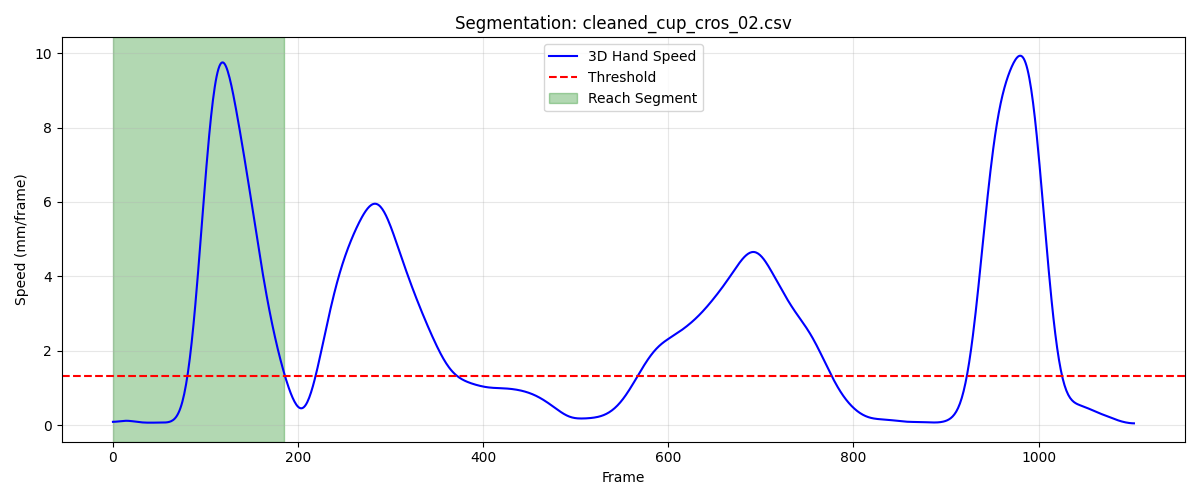 Segmentation: cleaned_cup_cros_02.csv
3D Hand Speed
Threshold
Reach Segment
Speed (mm/frame)
10
8
6
4
2
0
0 200 400 600 800 1000
Frame